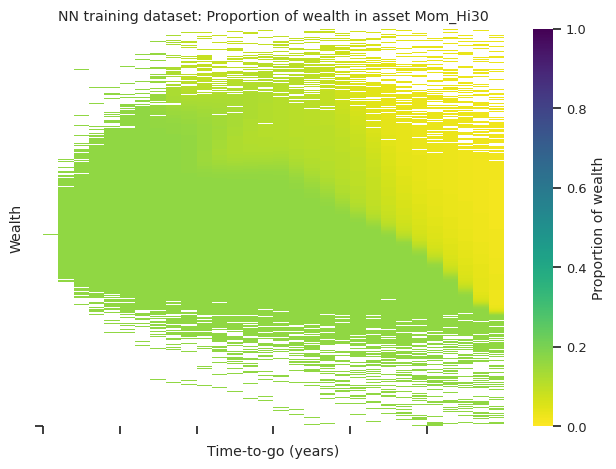 NN training dataset: Proportion of wealth in asset Mom_Hi30
1.0
0.8
0.6
0.4
0.2
0.0
Proportion of wealth
Wealth
Time-to-go (years)